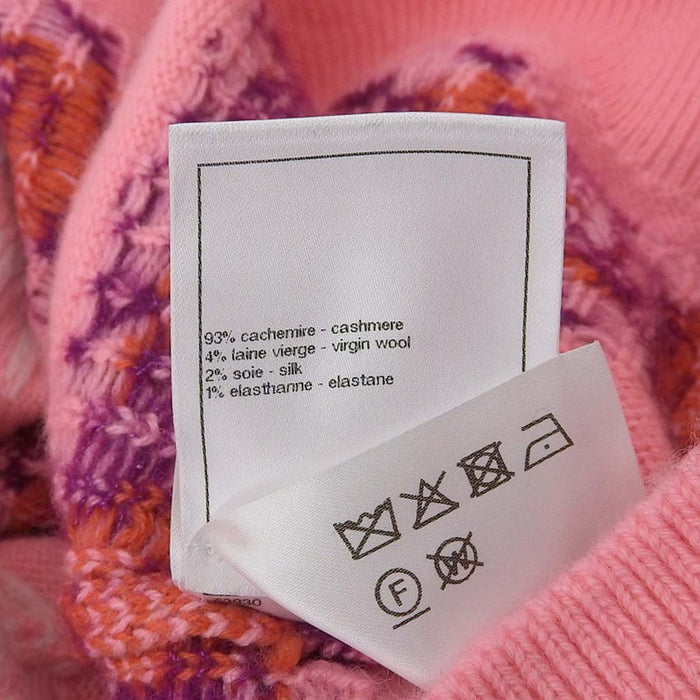 93% cachemire - cashmere
4% laine vierge - virgin wool
2% soie - silk
1% elasthanne - elastane
F
W